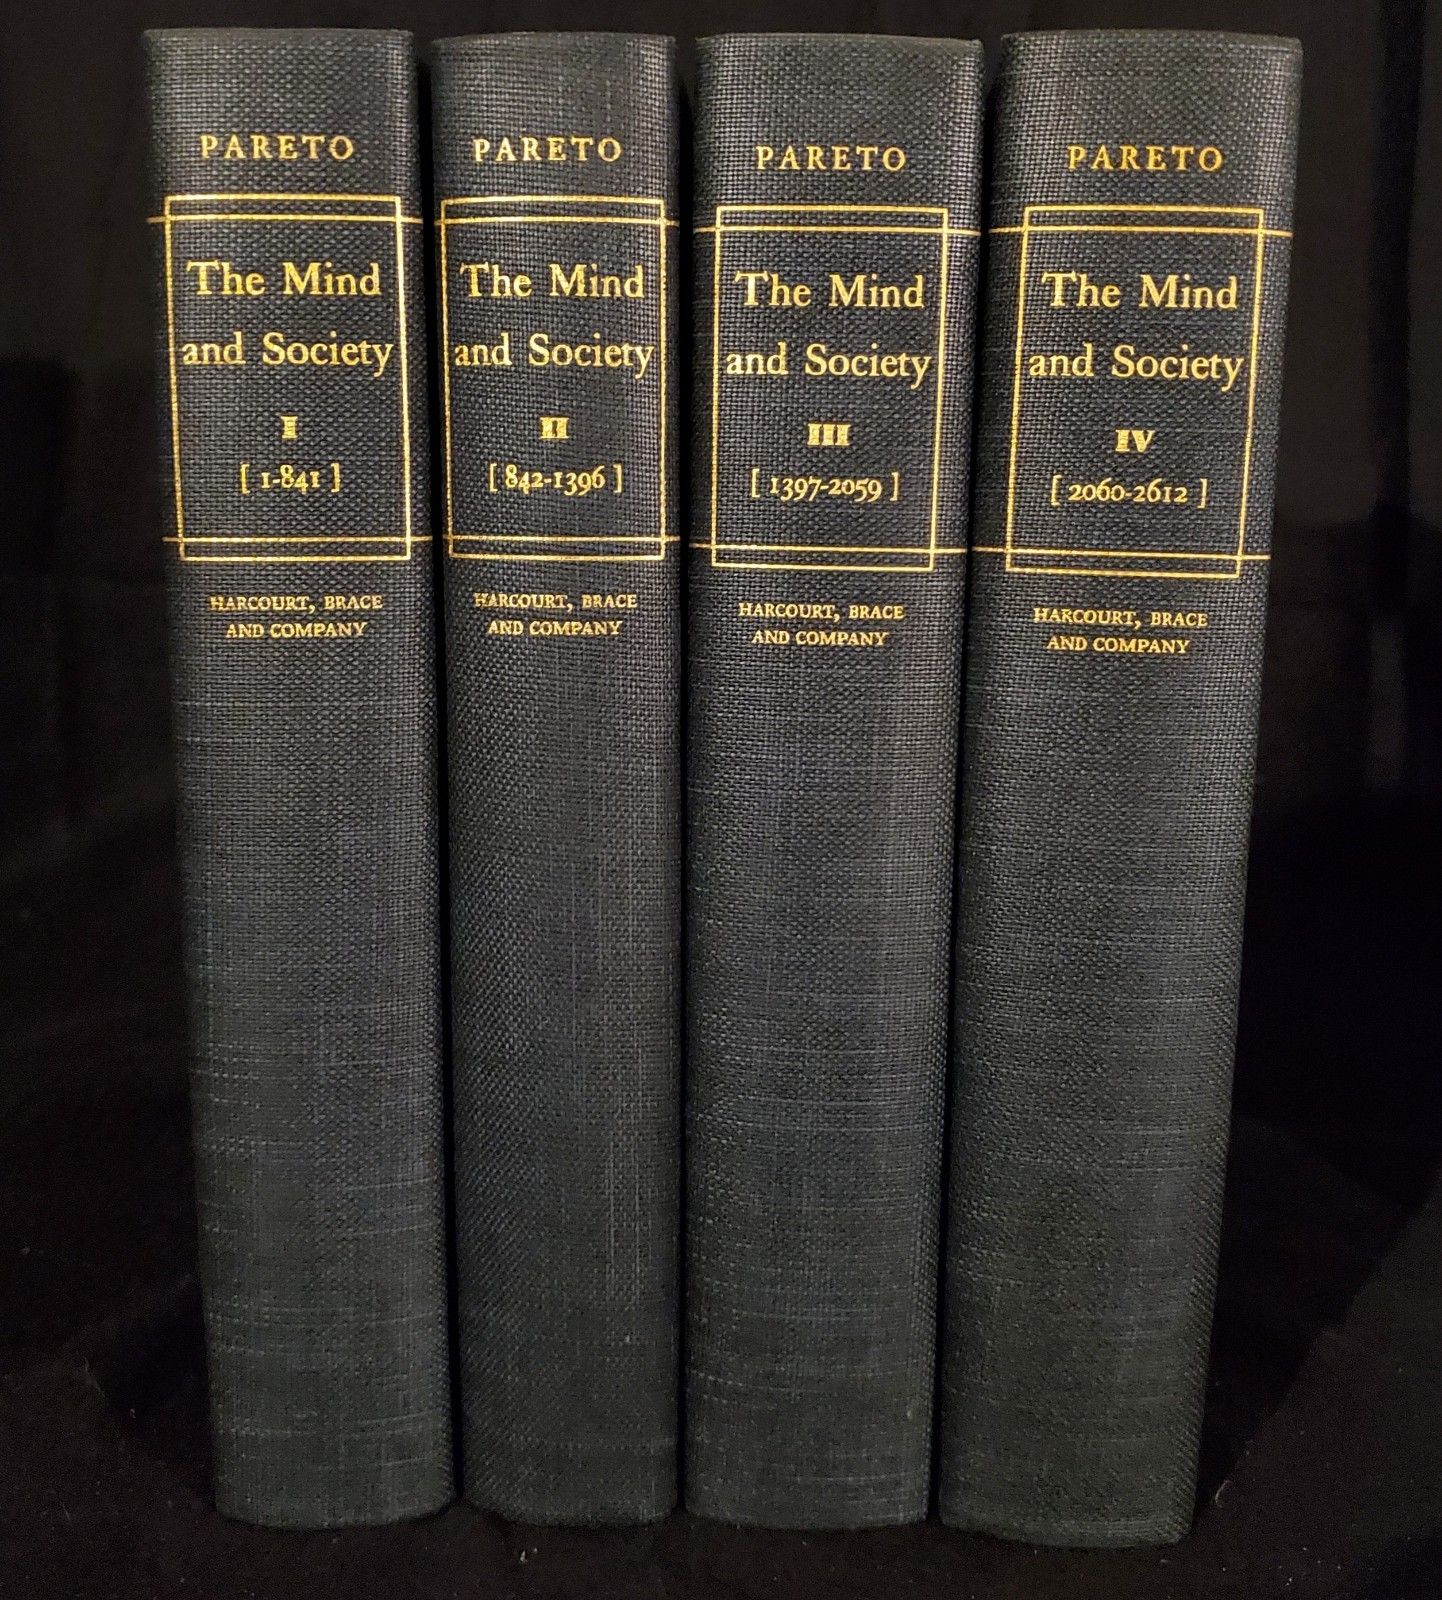 PARETO
The Mind
and Society
I
[ 1-841 ]
HARCOURT, BRACE
AND COMPANY
PARETO
The Mind
and Society
II
[ 842-1396 ]
HARCOURT, BRACE
AND COMPANY
PARETO
The Mind
and Society
III
[ 1397-2059 ]
HARCOURT, BRACE
AND COMPANY
PARETO
The Mind
and Society
IV
[ 2060-2612 ]
HARCOURT, BRACE
AND COMPANY